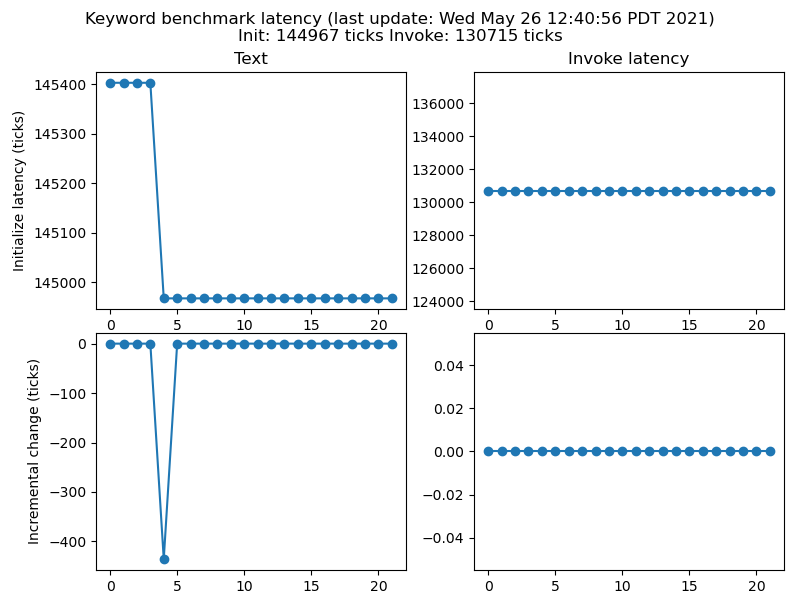 Keyword benchmark latency (last update: Wed May 26 12:40:56 PDT 2021)
Init: 144967 ticks Invoke: 130715 ticks
Text
Initialize latency (ticks)
145400
145300
145200
145100
145000
0 5 10 15 20
Invoke latency
136000
134000
132000
130000
128000
126000
124000
0 5 10 15 20
Incremental change (ticks)
0
−100
−200
−300
−400
0 5 10 15 20
0.04
0.02
0.00
−0.02
−0.04
0 5 10 15 20